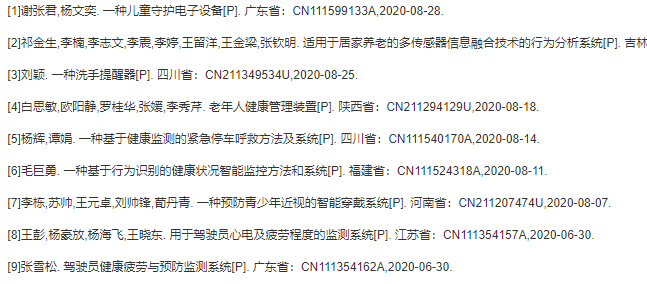 [1]谢张君,杨文奕. 一种儿童守护电子设备[P]. 广东省：CN111599133A,2020-08-28.
[2]祁金生,李楠,李志文,李震,李婷,王留洋,王金梁,张钦明. 适用于居家养老的多传感器信息融合技术的行为分析系统[P]. 吉林
[3]刘颖. 一种洗手提醒器[P]. 四川省：CN211349534U,2020-08-25.
[4]白思敏,欧阳静,罗桂华,张媛,李秀芹. 老年人健康管理装置[P]. 陕西省：CN211294129U,2020-08-18.
[5]杨辉,谭娟. 一种基于健康监测的紧急停车呼救方法及系统[P]. 四川省：CN111540170A,2020-08-14.
[6]毛巨勇. 一种基于行为识别的健康状况智能监控方法和系统[P]. 福建省：CN111524318A,2020-08-11.
[7]李栋,苏帅,王元卓,刘帅锋,荀丹青. 一种预防青少年近视的智能穿戴系统[P]. 河南省：CN211207474U,2020-08-07.
[8]王彭,杨豪放,杨海飞,王晓东. 用于驾驶员心电及疲劳程度的监测系统[P]. 江苏省：CN111354157A,2020-06-30.
[9]张雪松. 驾驶员健康疲劳与预防监测系统[P]. 广东省：CN111354162A,2020-06-30.